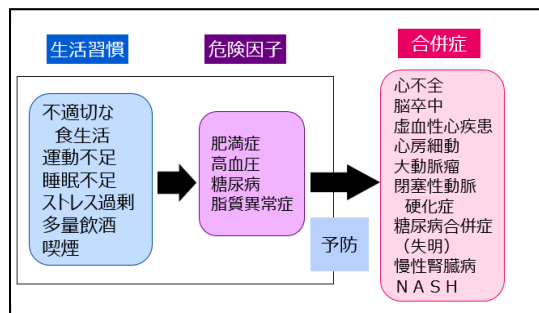 生活習慣
不適切な
食生活
運動不足
睡眠不足
ストレス過剰
多量飲酒
喫煙
危険因子
肥満症
高血圧
糖尿病
脂質異常症
予防
合併症
心不全
脳卒中
虚血性心疾患
心房細動
大動脈瘤
閉塞性動脈
硬化症
糖尿病合併症
（失明）
慢性腎臓病
ＮＡＳＨ